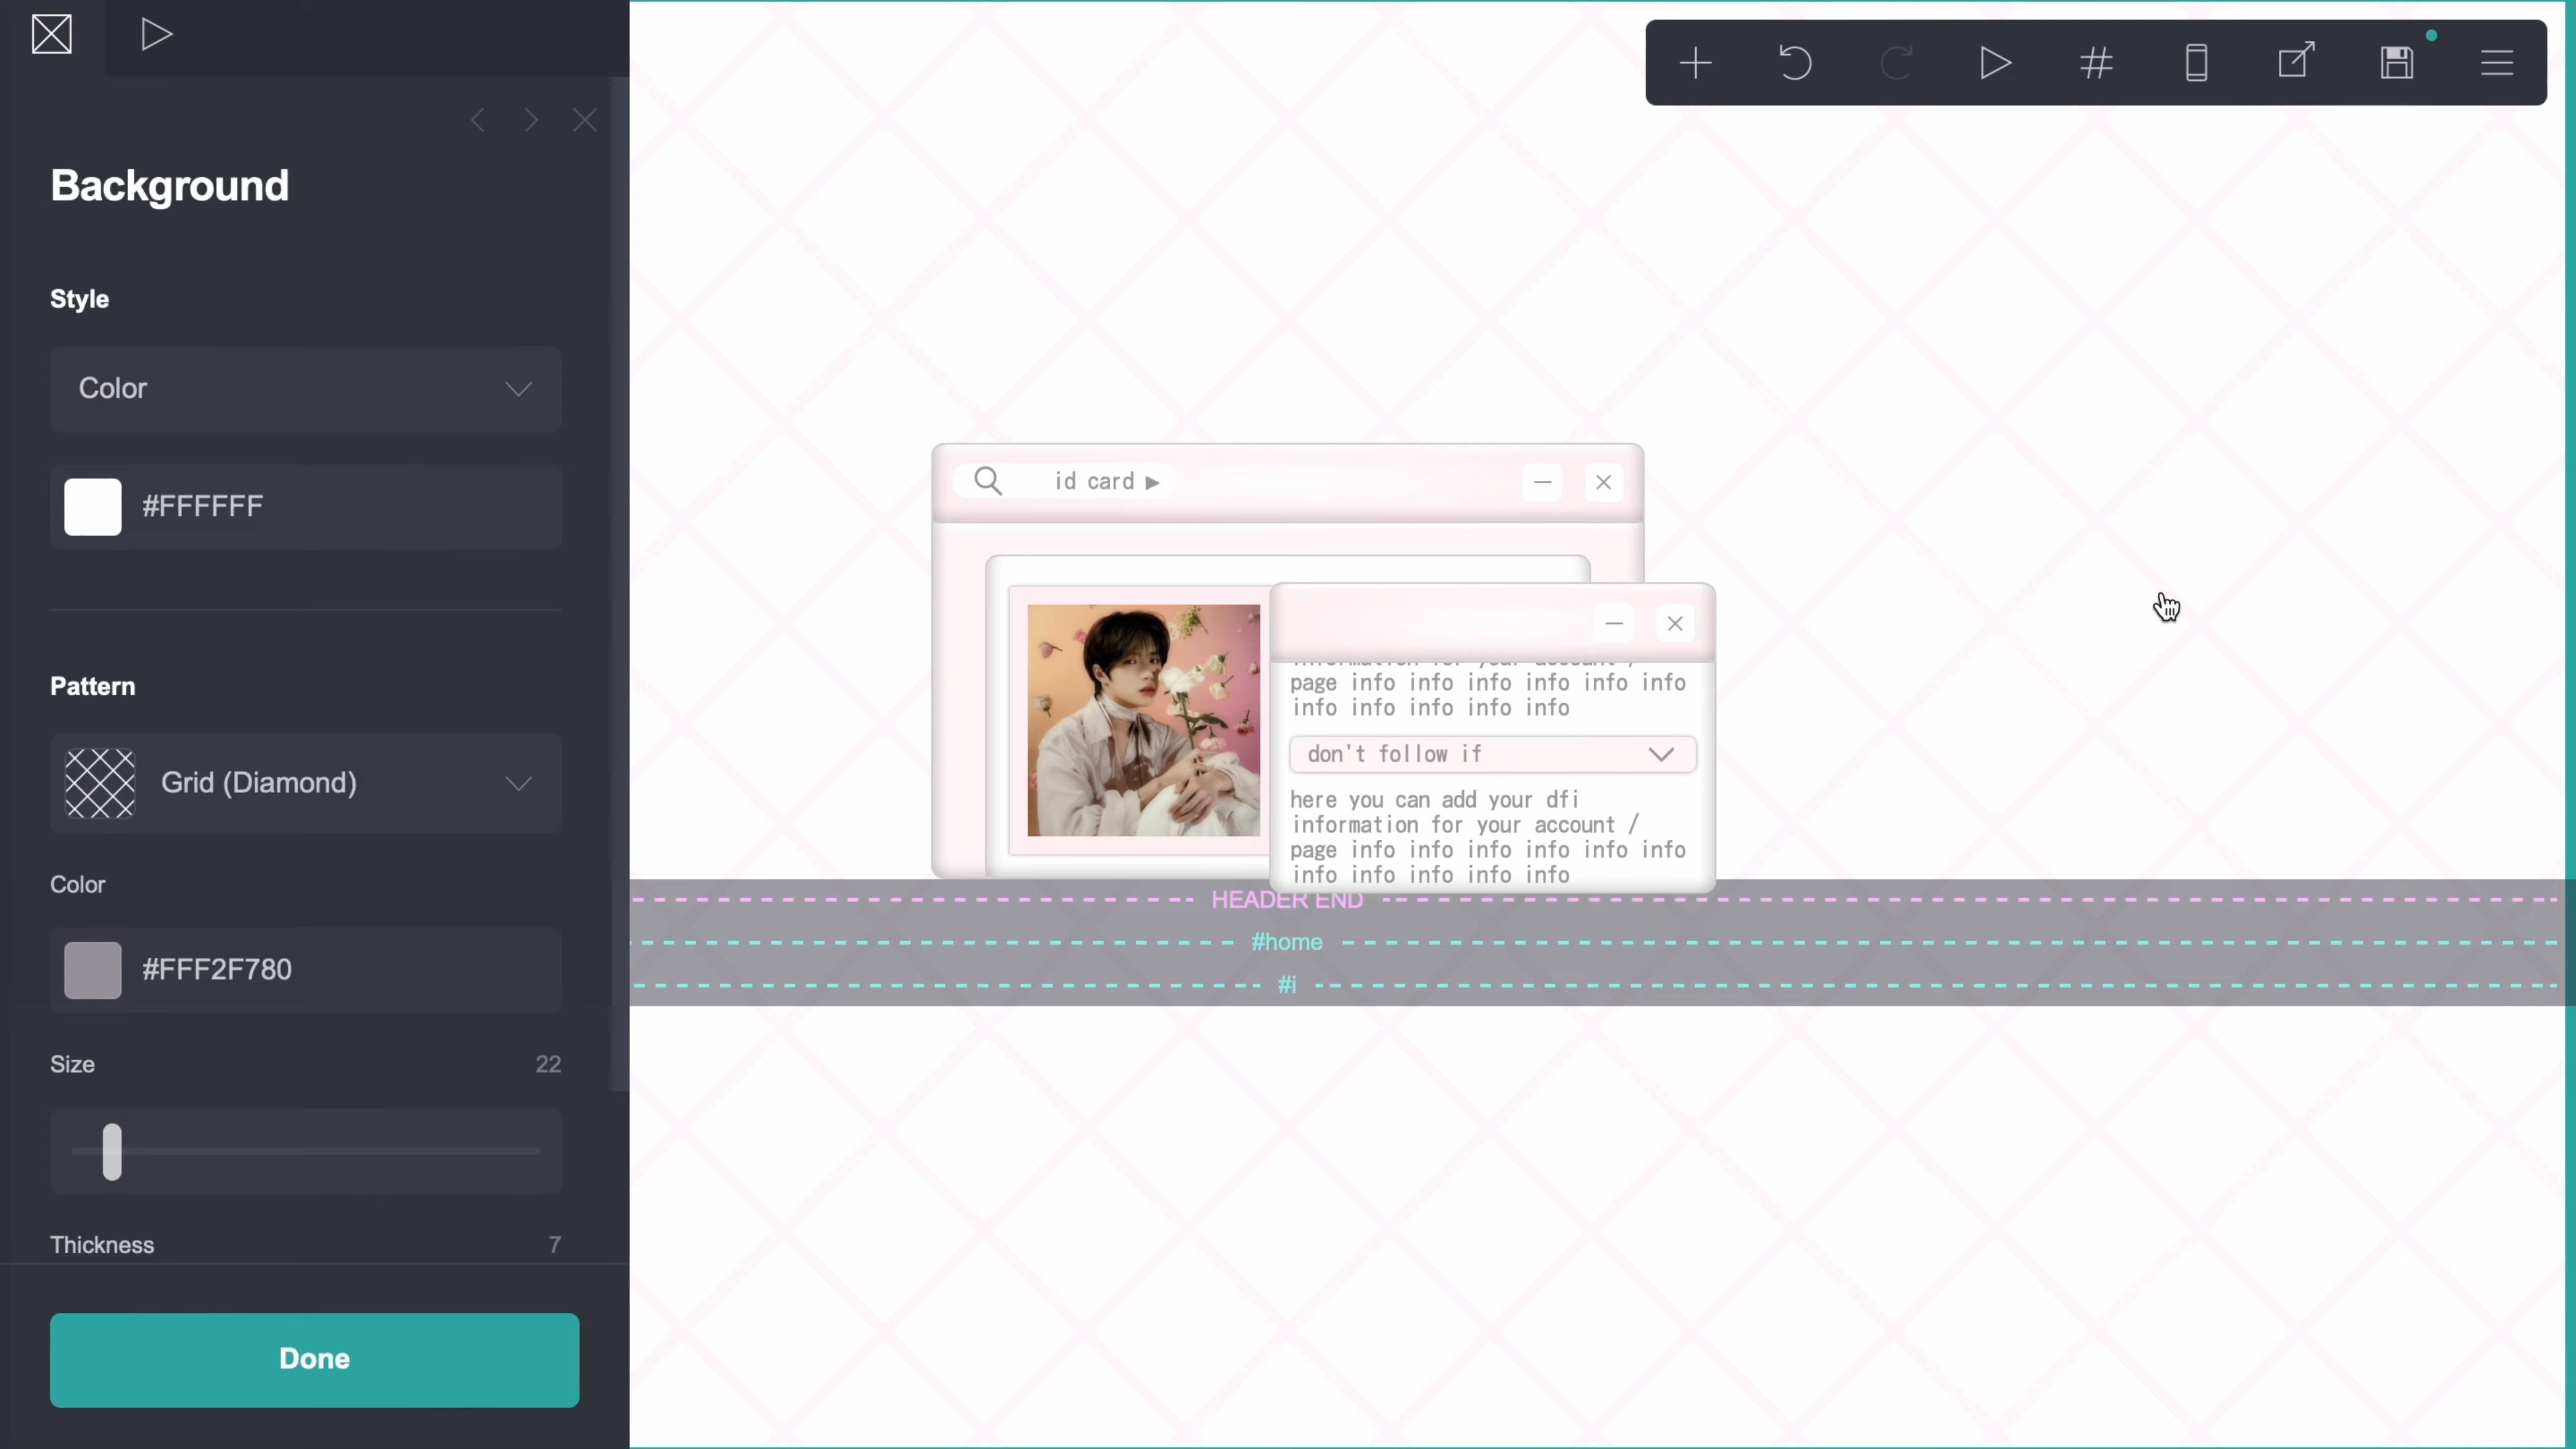 Background
Style
Color
#FFFFFF
Pattern
Grid (Diamond)
Color
#FFF2F780
Size
22
Thickness
7
Done
id card ▶
page info info info info info info
info info info info info
don't follow if
here you can add your dfi
information for your account /
page info info info info info info
info info info info info
HEADER END
#home
#i